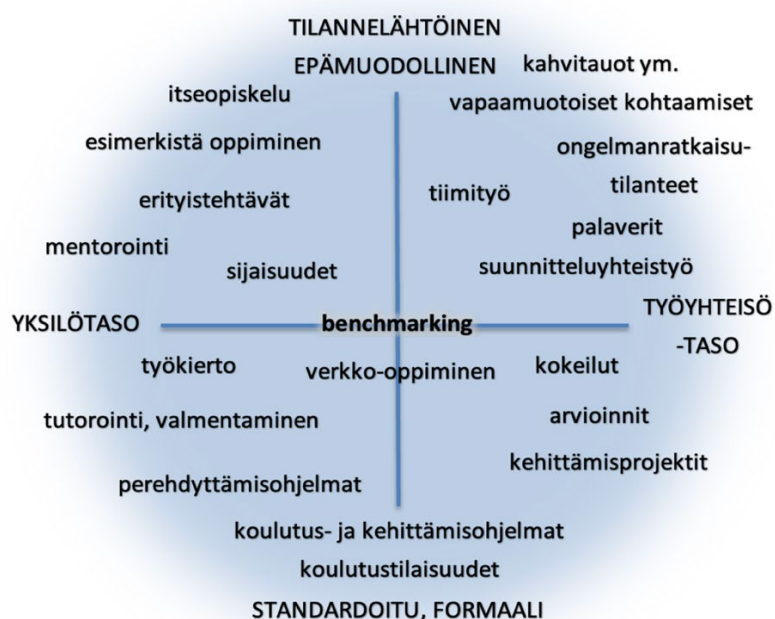 TILANNELÄHTÖINEN
EPÄMUODOLLINEN
kahvitauot ym.
itseopiskelu
vapaamuotoiset kohtaamiset
esimerkistä oppiminen
ongelmanratkaisu-
tilanteet
erityistehtävät
tiimityö
palaverit
mentorointi
sijaisuudet
suunnitteluyhteistyö
YKSILÖTASO
benchmarking
TYÖYHTEISÖ
-TASO
työkierto
verkko-oppiminen
kokeilut
tutorointi, valmentaminen
arvioinnit
perehdyttämisohjelmat
kehittämisprojektit
koulutus- ja kehittämisohjelmat
koulutustilaisuudet
STANDARDOITU, FORMAALI